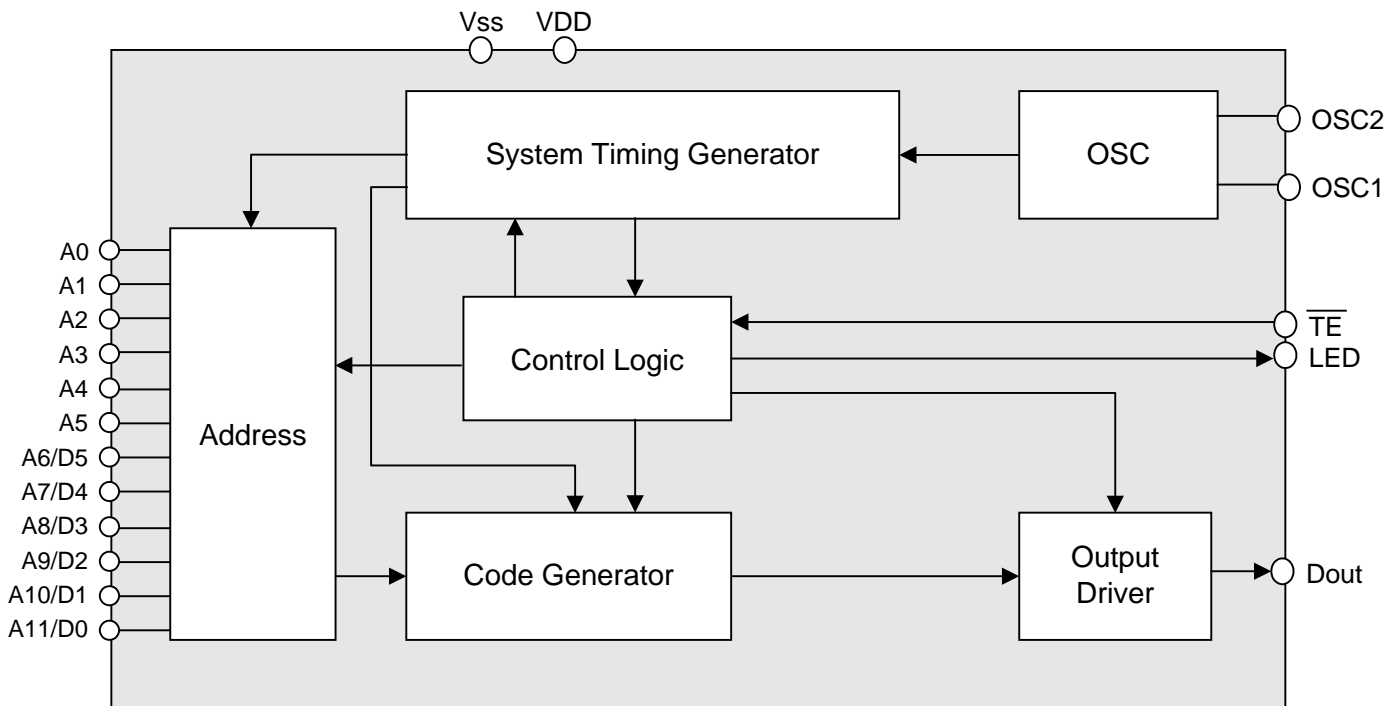 Vss
VDD
System Timing Generator
OSC
OSC2
OSC1
A0
A1
A2
A3
A4
A5
A6/D5
A7/D4
A8/D3
A9/D2
A10/D1
A11/D0
Address
Control Logic
T̅E̅
LED
Code Generator
Output
Driver
Dout